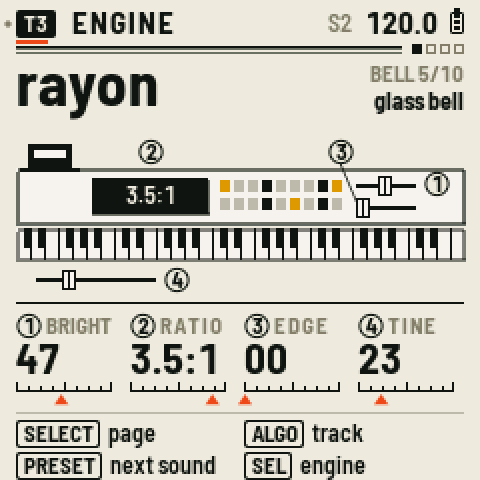 T3 ENGINE S2 120.0
rayon BELL 5/10
glass bell
② ③
3.5:1 ①
④
① BRIGHT ② RATIO ③ EDGE ④ TINE
47 3.5:1 00 23
SELECT page ALGO track
PRESET next sound SEL engine